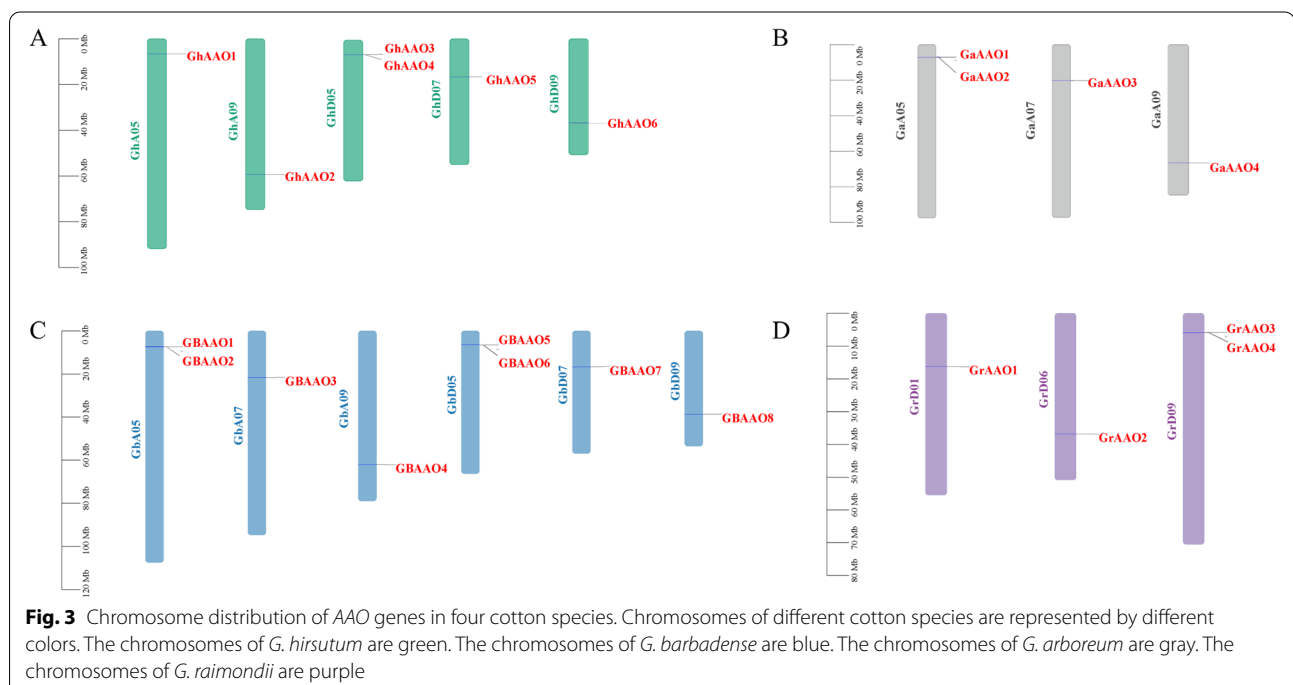 A
0 Mb
20 Mb
40 Mb
60 Mb
80 Mb
100 Mb
GhA05
GhAAO1
GhA09
GhAAO2
GhD05
GhAAO3
GhAAO4
GhD07
GhAAO5
GhD09
GhAAO6
B
0 Mb
20 Mb
40 Mb
60 Mb
80 Mb
100 Mb
GaA05
GaAAO1
GaAAO2
GaA07
GaAAO3
GaA09
GaAAO4
C
0 Mb
20 Mb
40 Mb
60 Mb
80 Mb
100 Mb
120 Mb
GbA05
GBAAO1
GBAAO2
GbA07
GBAAO3
GbA09
GBAAO4
GbD05
GBAAO5
GBAAO6
GbD07
GBAAO7
GbD09
GBAAO8
D
0 Mb
10 Mb
20 Mb
30 Mb
40 Mb
50 Mb
60 Mb
70 Mb
80 Mb
GrD01
GrAAO1
GrD06
GrAAO2
GrD09
GrAAO3
GrAAO4
Fig. 3 Chromosome distribution of AAO genes in four cotton species. Chromosomes of different cotton species are represented by different
colors. The chromosomes of G. hirsutum are green. The chromosomes of G. barbadense are blue. The chromosomes of G. arboreum are gray. The
chromosomes of G. raimondii are purple